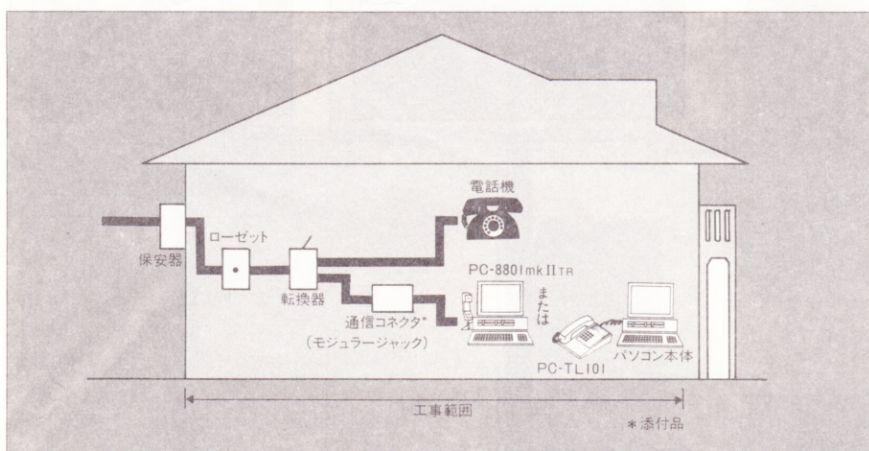 電話機
ローゼット
保安器
転換器
PC-8801mkⅡTR
または
通信コネクタ*
(モジュラージャック)
パソコン本体
PC-TL101
工事範囲
*添付品